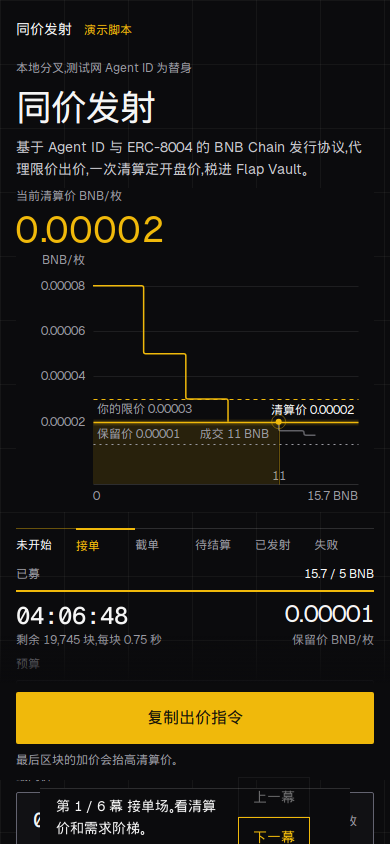 同价发射 演示脚本
本地分叉,测试网 Agent ID 为替身
同价发射
基于 Agent ID 与 ERC-8004 的 BNB Chain 发行协议,代
理限价出价,一次清算定开盘价,税进 Flap Vault。
当前清算价 BNB/枚
0.00002
BNB/枚
0.00008
0.00006
0.00004
你的限价 0.00003 清算价 0.00002
0.00002
保留价 0.00001 成交 11 BNB
11
0 15.7 BNB
未开始 接单 截单 待结算 已发射 失败
已募 15.7 / 5 BNB
04:06:48 0.00001
剩余 19,745 块,每块 0.75 秒 保留价 BNB/枚
预算
复制出价指令
最后区块的加价会抬高清算价。
上一幕
第 1 / 6 幕 接单场。看清算
价和需求阶梯。
下一幕